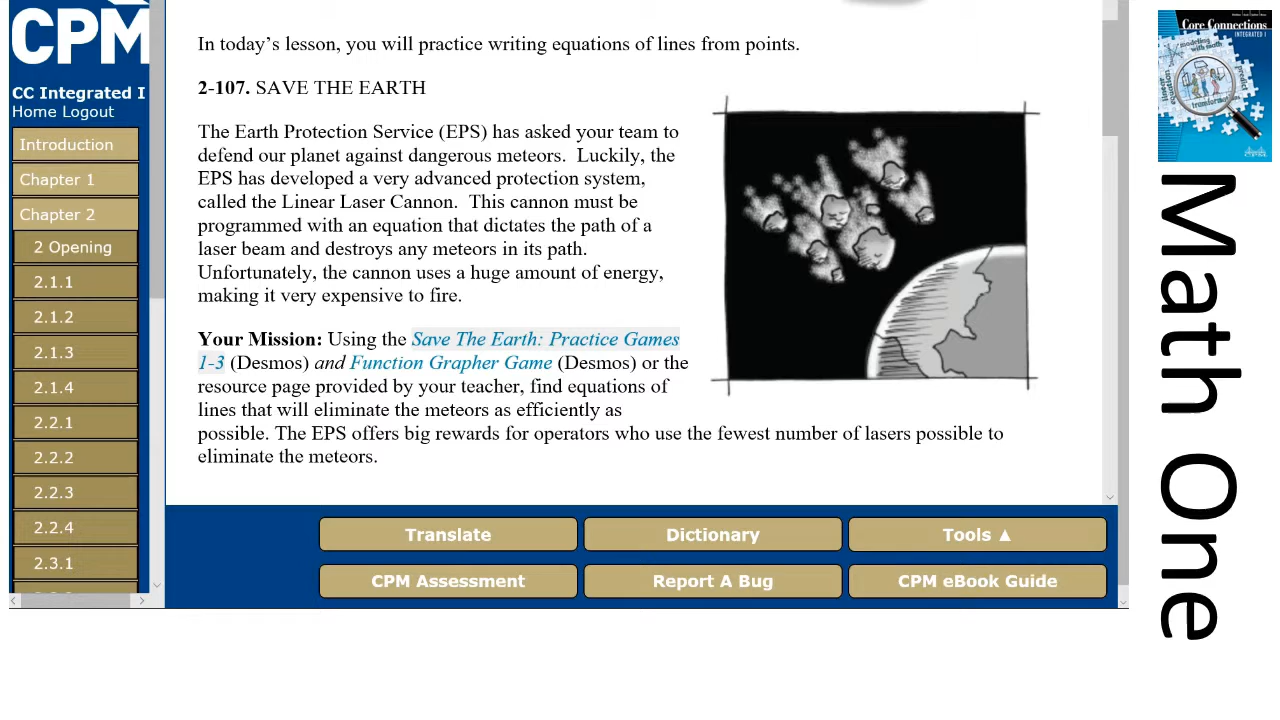 CPM
CC Integrated I
Home Logout
Introduction
Chapter 1
Chapter 2
2 Opening
2.1.1
2.1.2
2.1.3
2.1.4
2.2.1
2.2.2
2.2.3
2.2.4
2.3.1
In today's lesson, you will practice writing equations of lines from points.
2-107. SAVE THE EARTH
The Earth Protection Service (EPS) has asked your team to
defend our planet against dangerous meteors.  Luckily, the
EPS has developed a very advanced protection system,
called the Linear Laser Cannon.  This cannon must be
programmed with an equation that dictates the path of a
laser beam and destroys any meteors in its path.
Unfortunately, the cannon uses a huge amount of energy,
making it very expensive to fire.
Your Mission: Using the Save The Earth: Practice Games
1-3 (Desmos) and Function Grapher Game (Desmos) or the
resource page provided by your teacher, find equations of
lines that will eliminate the meteors as efficiently as
possible. The EPS offers big rewards for operators who use the fewest number of lasers possible to
eliminate the meteors.
Translate
Dictionary
Tools ▲
CPM Assessment
Report A Bug
CPM eBook Guide
Core Connections
INTEGRATED I
modeling with math
linear equation
predict
transformations
Math One